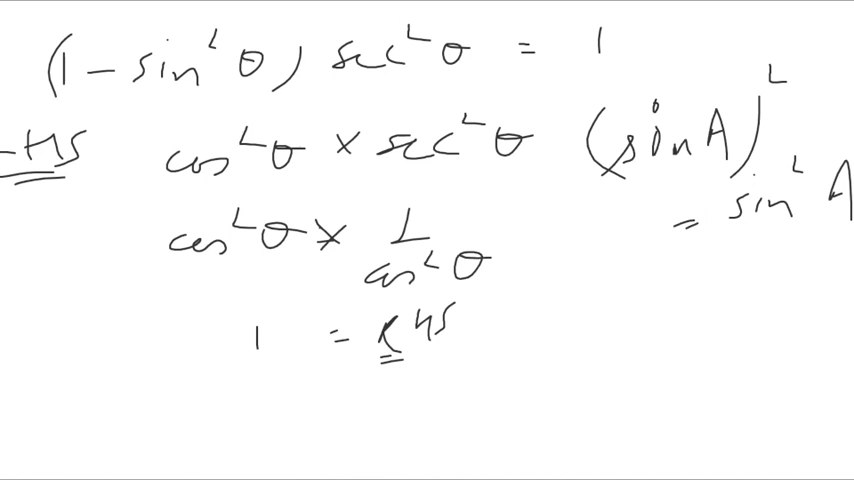 (1 - sin²θ) sec²θ = 1
LHS cos²θ × sec²θ (sinA)²
= sin²A
cos²θ × 1/cos²θ
1 = RHS